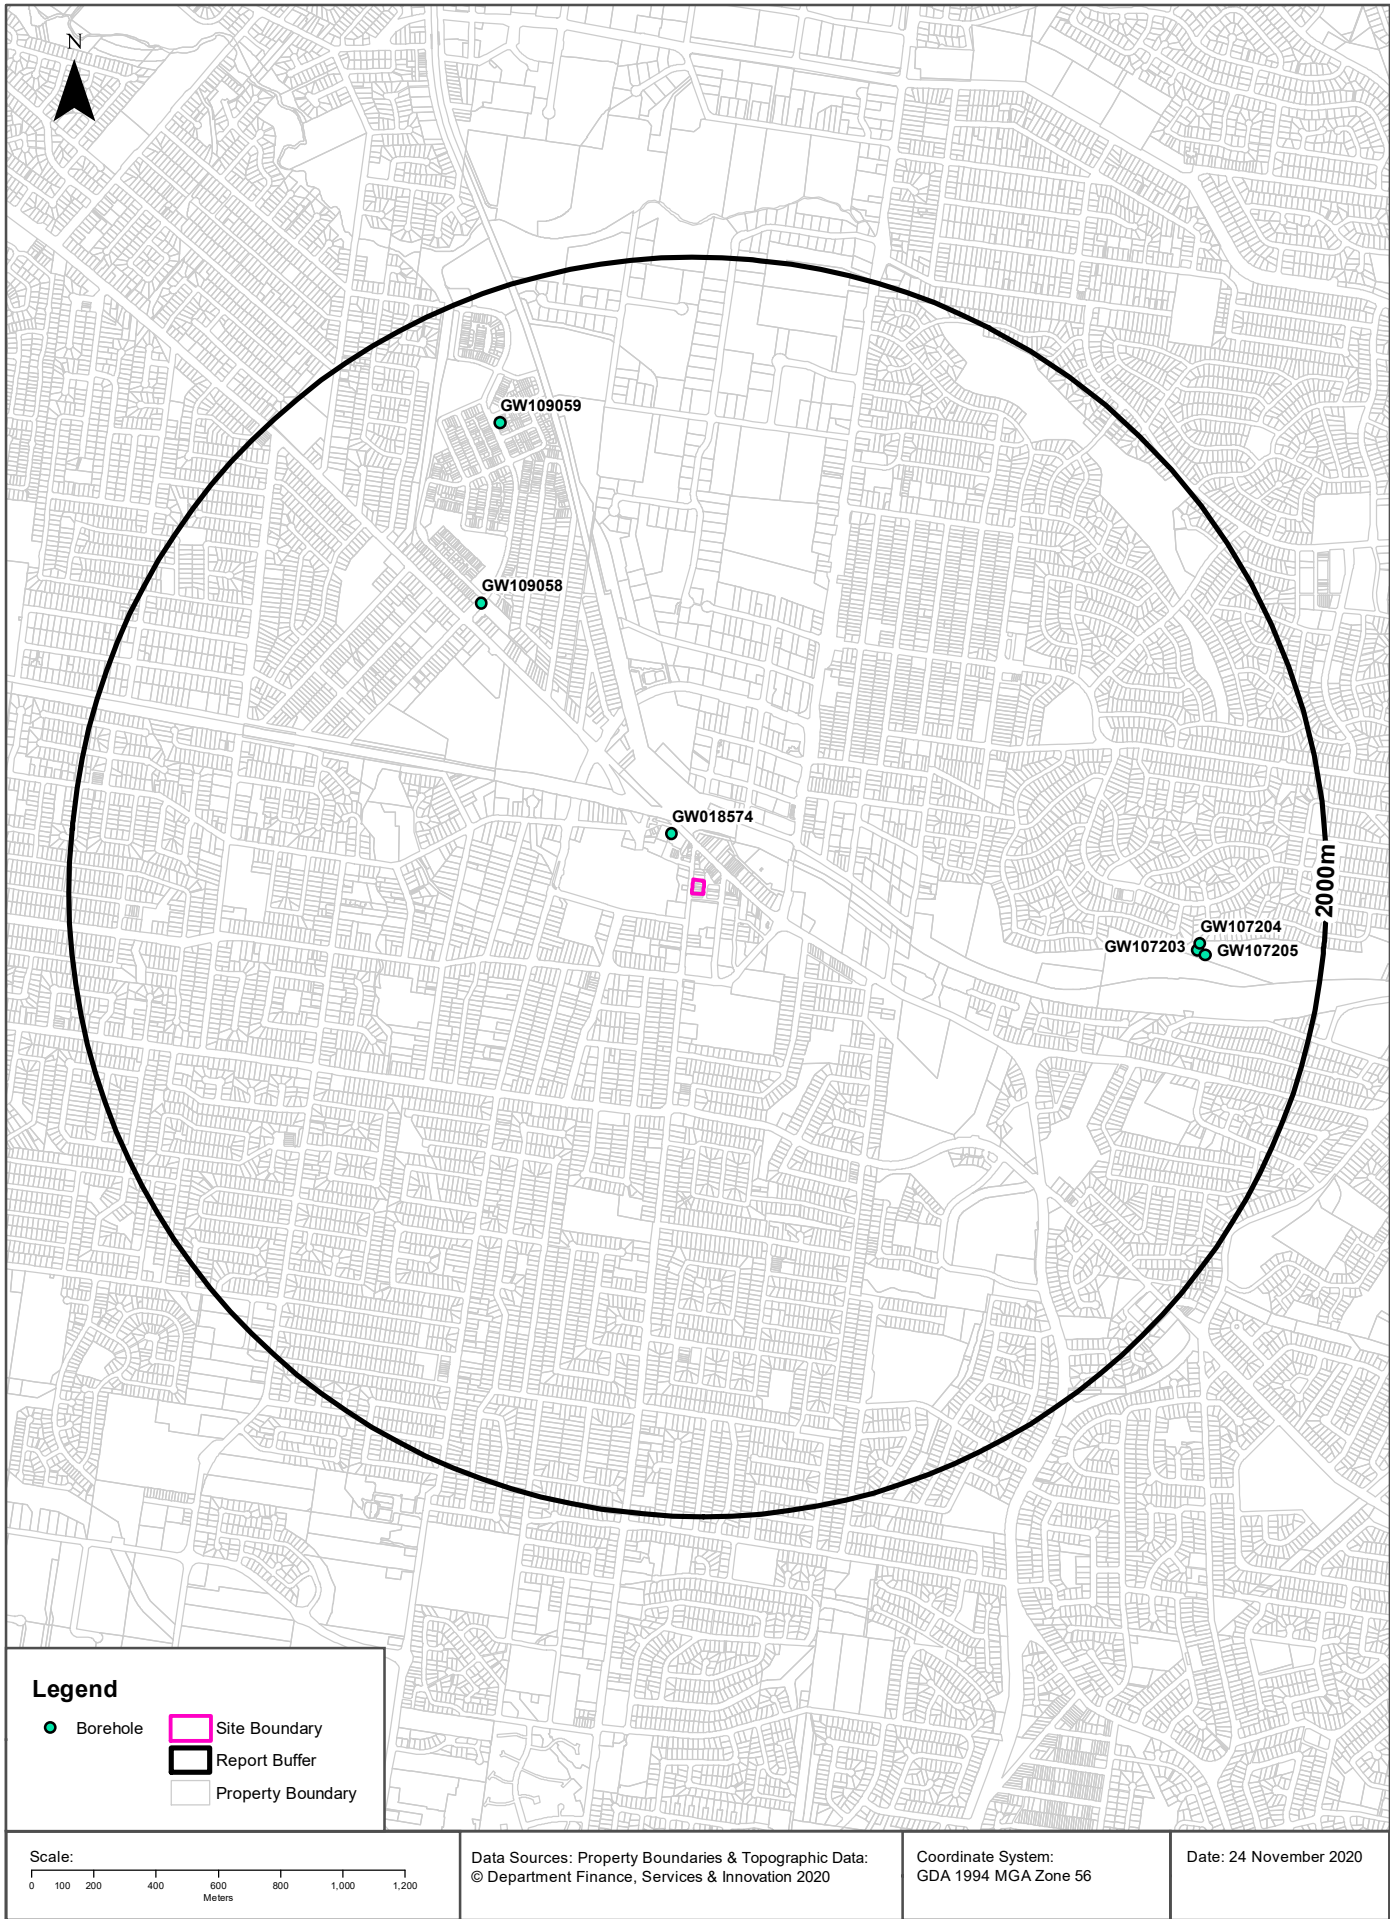 N
GW109059
GW109058
GW018574
2000m
GW107204
GW107203
GW107205
Legend
Borehole
Site Boundary
Report Buffer
Property Boundary
Scale:
0 100 200 400 600 800 1,000 1,200
Meters
Data Sources: Property Boundaries & Topographic Data:
© Department Finance, Services & Innovation 2020
Coordinate System:
GDA 1994 MGA Zone 56
Date: 24 November 2020